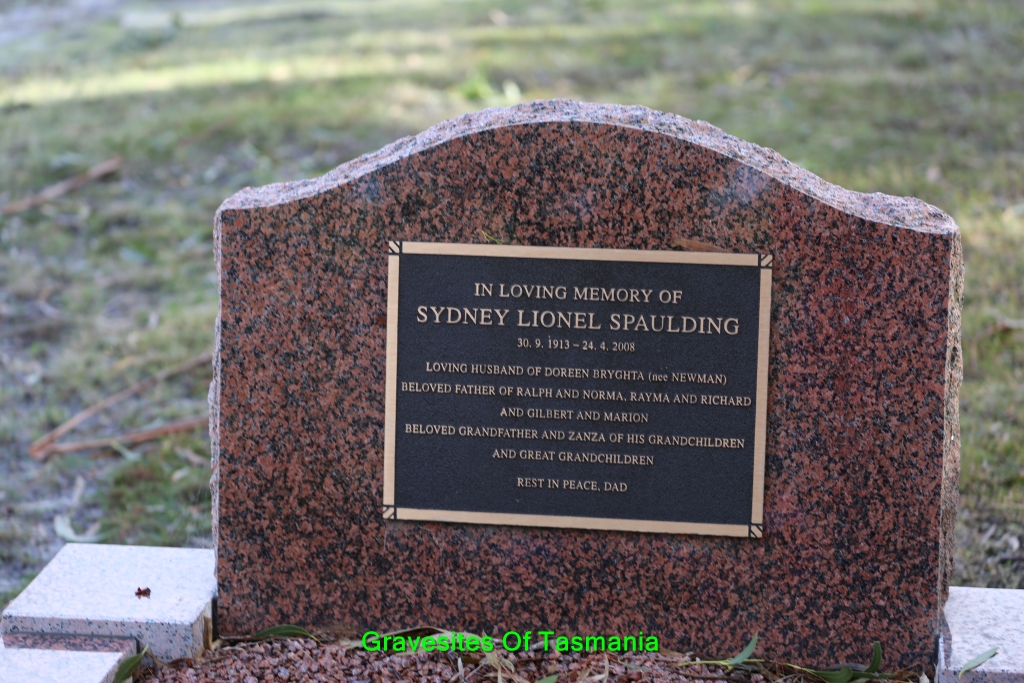 IN LOVING MEMORY OF
SYDNEY LIONEL SPAULDING
30. 9. 1913 – 24. 4. 2008
LOVING HUSBAND OF DOREEN BRYGHTA (nee NEWMAN)
BELOVED FATHER OF RALPH AND NORMA, RAYMA AND RICHARD
AND GILBERT AND MARION
BELOVED GRANDFATHER AND ZANZA OF HIS GRANDCHILDREN
AND GREAT GRANDCHILDREN
REST IN PEACE, DAD
Gravesites Of Tasmania